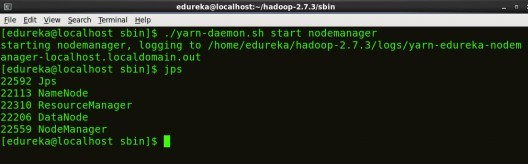 edureka@localhost:~/hadoop-2.7.3/sbin
File Edit View Search Terminal Help
[edureka@localhost sbin]$ ./yarn-daemon.sh start nodemanager
starting nodemanager, logging to /home/edureka/hadoop-2.7.3/logs/yarn-edureka-nodem
anager-localhost.localdomain.out
[edureka@localhost sbin]$ jps
22592 Jps
22113 NameNode
22310 ResourceManager
22206 DataNode
22559 NodeManager
[edureka@localhost sbin]$